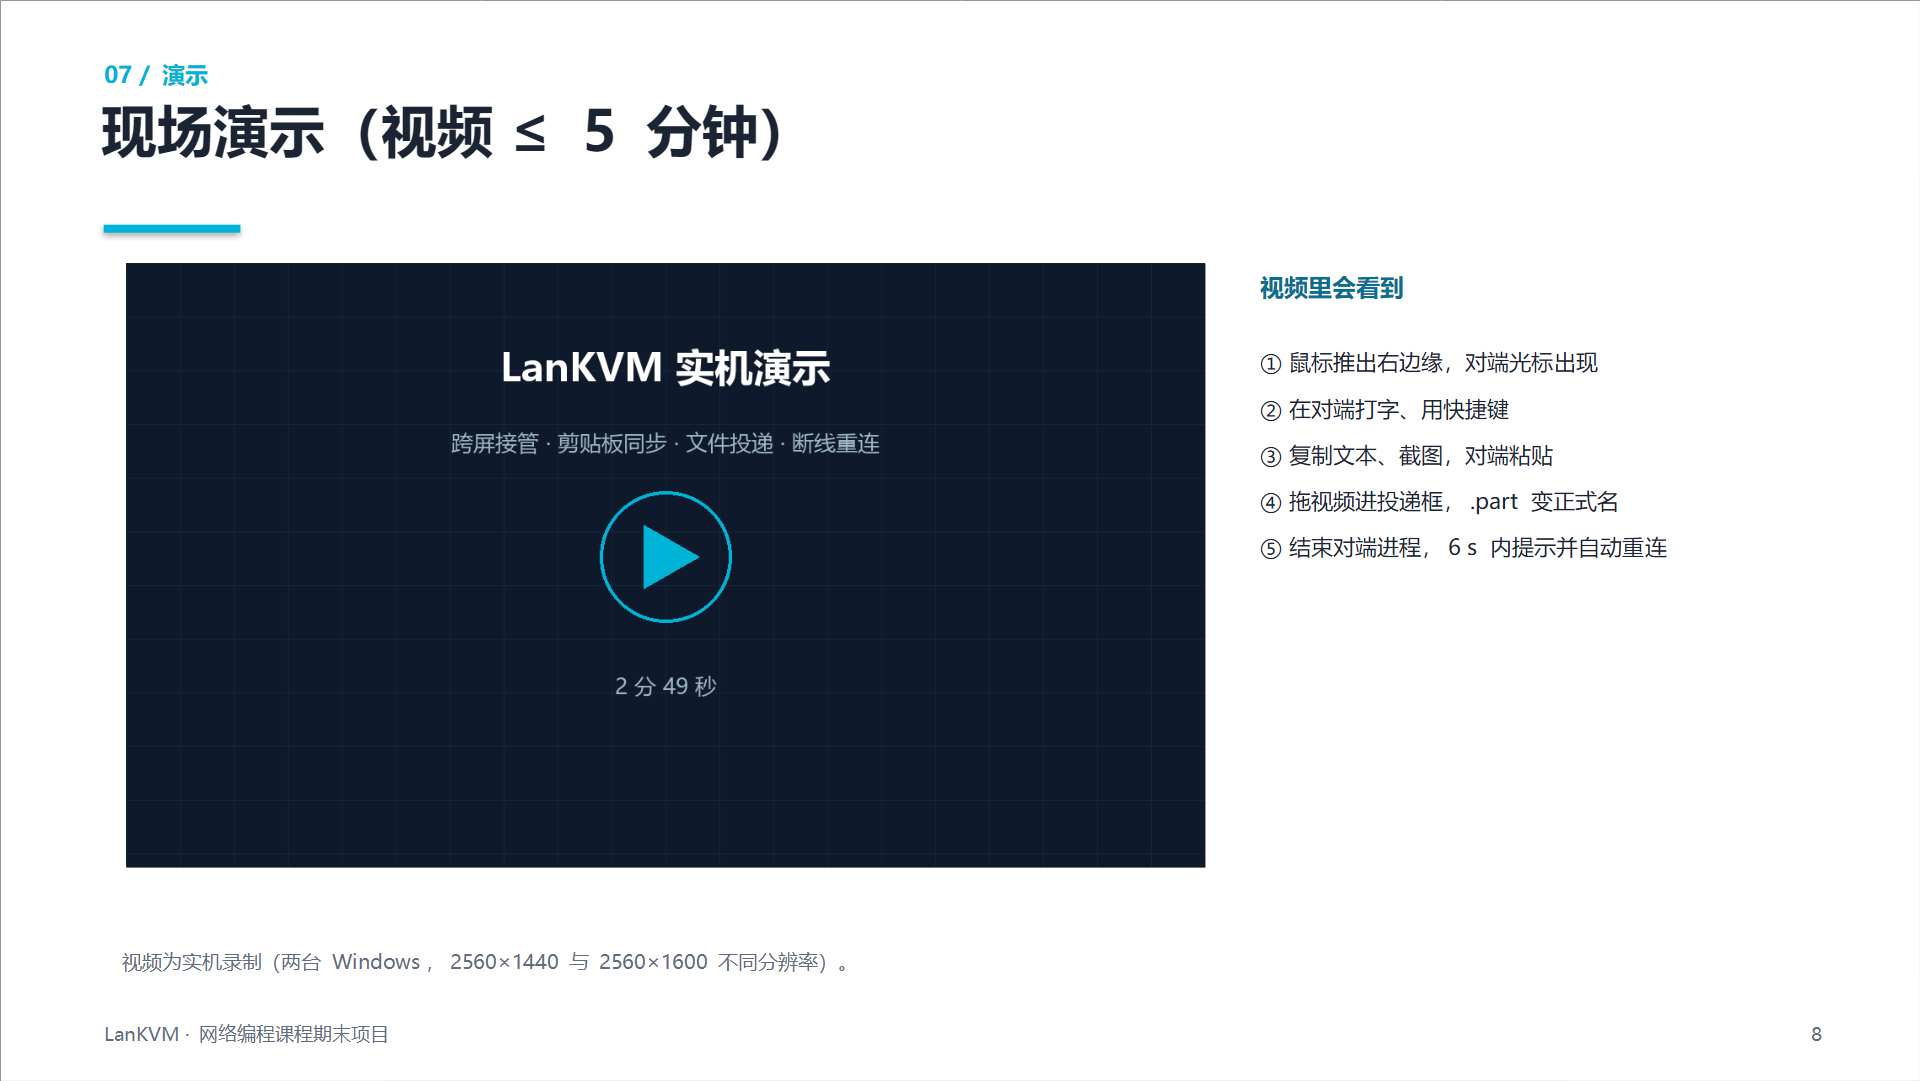 07 / 演示
现场演示（视频 ≤ 5 分钟）
LanKVM 实机演示
跨屏接管 · 剪贴板同步 · 文件投递 · 断线重连
2 分 49 秒
视频里会看到
① 鼠标推出右边缘，对端光标出现
② 在对端打字、用快捷键
③ 复制文本、截图，对端粘贴
④ 拖视频进投递框， .part 变正式名
⑤ 结束对端进程， 6 s 内提示并自动重连
视频为实机录制（两台 Windows ， 2560×1440 与 2560×1600 不同分辨率）。
LanKVM · 网络编程课程期末项目
8